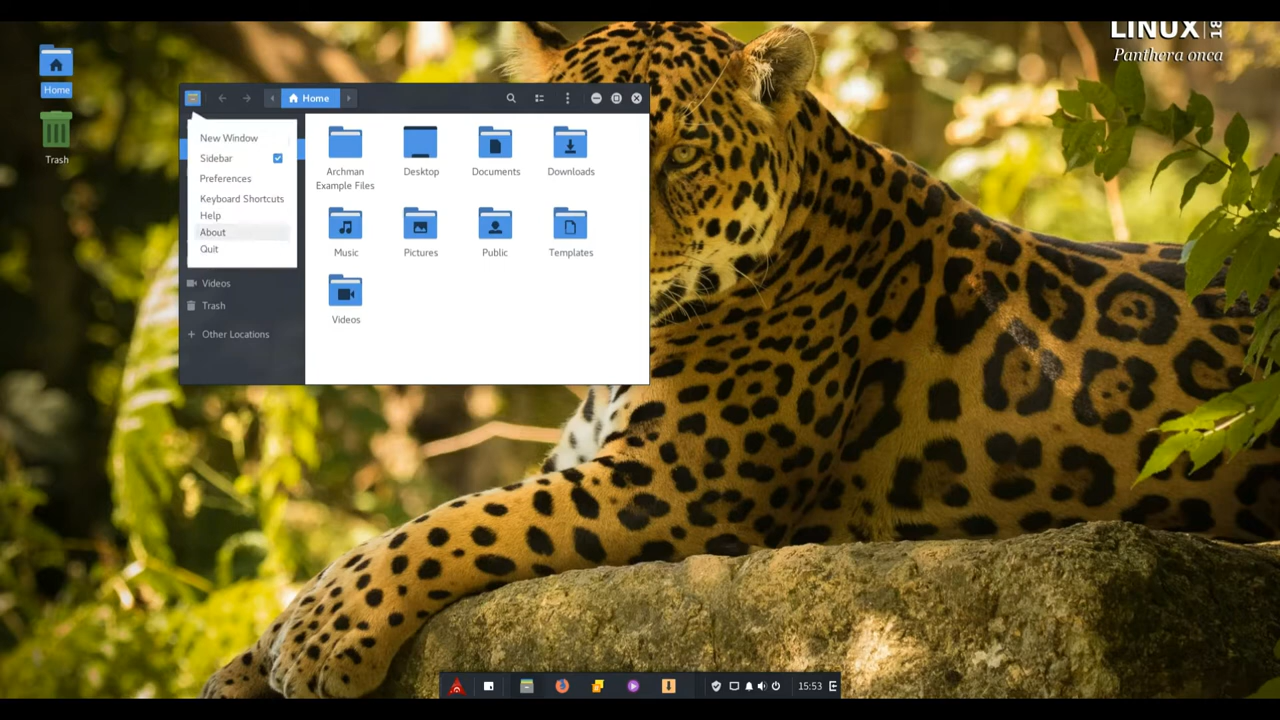 LINUX 18
Panthera onca
Home
Trash
Home
New Window
Sidebar
Preferences
Keyboard Shortcuts
Help
About
Quit
Videos
Trash
Other Locations
Archman
Example Files
Desktop
Documents
Downloads
Music
Pictures
Public
Templates
Videos
15:53